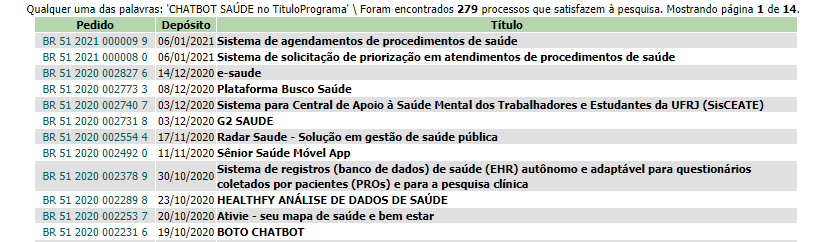 Qualquer uma das palavras: 'CHATBOT SAÚDE no TituloPrograma' \ Foram encontrados 279 processos que satisfazem à pesquisa. Mostrando página 1 de 14.
Pedido Depósito Título
BR 51 2021 000009 9 06/01/2021 Sistema de agendamentos de procedimentos de saúde
BR 51 2021 000008 0 06/01/2021 Sistema de solicitação de priorização em atendimentos de procedimentos de saúde
BR 51 2020 002827 6 14/12/2020 e-saude
BR 51 2020 002773 3 08/12/2020 Plataforma Busco Saúde
BR 51 2020 002740 7 03/12/2020 Sistema para Central de Apoio à Saúde Mental dos Trabalhadores e Estudantes da UFRJ (SisCEATE)
BR 51 2020 002731 8 03/12/2020 G2 SAUDE
BR 51 2020 002554 4 17/11/2020 Radar Saude - Solução em gestão de saúde pública
BR 51 2020 002492 0 11/11/2020 Sênior Saúde Móvel App
BR 51 2020 002378 9 30/10/2020 Sistema de registros (banco de dados) de saúde (EHR) autônomo e adaptável para questionários
coletados por pacientes (PROs) e para a pesquisa clínica
BR 51 2020 002289 8 23/10/2020 HEALTHFY ANÁLISE DE DADOS DE SAÚDE
BR 51 2020 002253 7 20/10/2020 Ativie - seu mapa de saúde e bem estar
BR 51 2020 002231 6 19/10/2020 BOTO CHATBOT